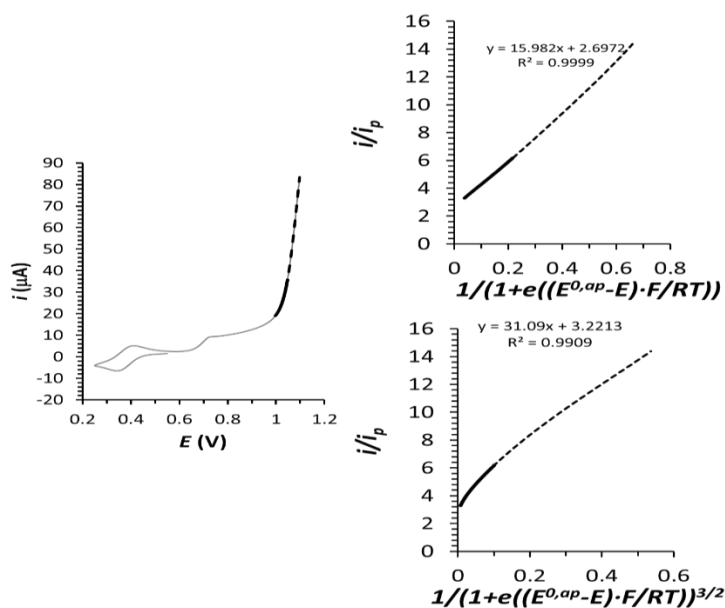 90
80
70
60
50
40
30
20
10
0
-10
-20
i (µA)
0.2 0.4 0.6 0.8 1 1.2
E (V)
16
14
12
10
8
6
4
2
0
i/ip
y = 15.982x + 2.6972
R² = 0.9999
0 0.2 0.4 0.6 0.8
1/(1+e((E0,ap-E)·F/RT))
16
14
12
10
8
6
4
2
0
i/ip
y = 31.09x + 3.2213
R² = 0.9909
0 0.2 0.4 0.6
1/(1+e((E0,ap-E)·F/RT))3/2